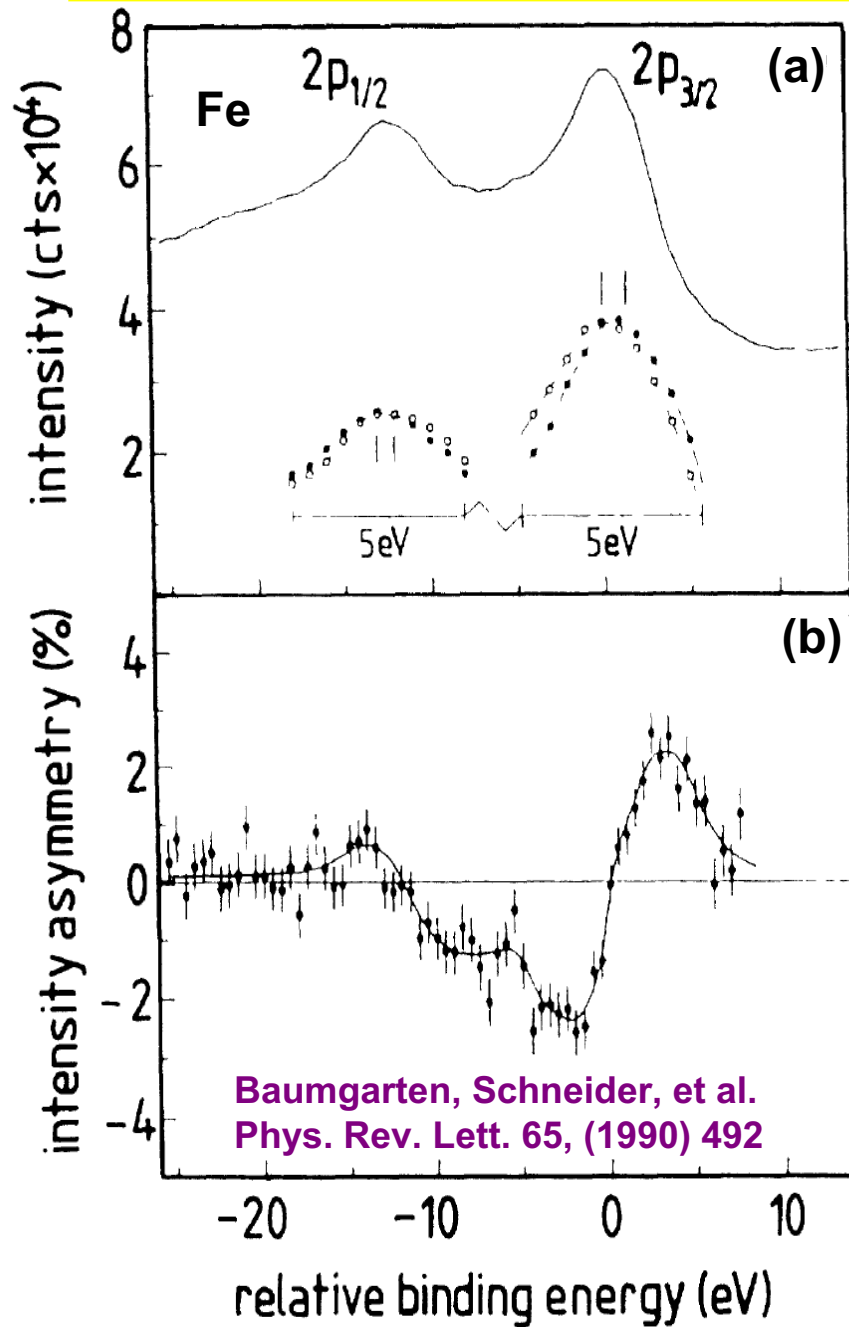 8
2p1/2
2p3/2
(a)
Fe
6
intensity (cts×10⁴)
4
2
5eV
5eV
(b)
4
2
intensity asymmetry (%)
0
-2
Baumgarten, Schneider, et al.
Phys. Rev. Lett. 65, (1990) 492
-4
-20
-10
0
10
relative binding energy (eV)